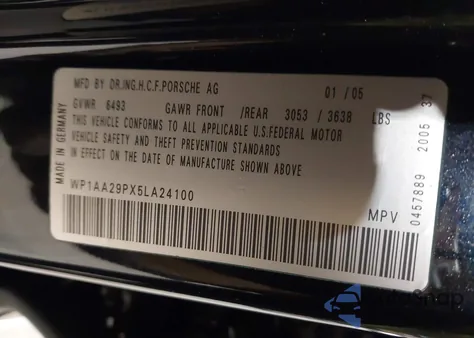 MFD BY DR.ING.H.C.F.PORSCHE AG 01 / 05
GVWR 6493 GAWR FRONT /REAR 3053 / 3638 LBS
THIS VEHICLE CONFORMS TO ALL APPLICABLE U.S.FEDERAL MOTOR
VEHICLE SAFETY AND THEFT PREVENTION STANDARDS
IN EFFECT ON THE DATE OF MANUFACTURE SHOWN ABOVE
WP1AA29PX5LA24100
MPV
MADE IN GERMANY
0457889 2005 37